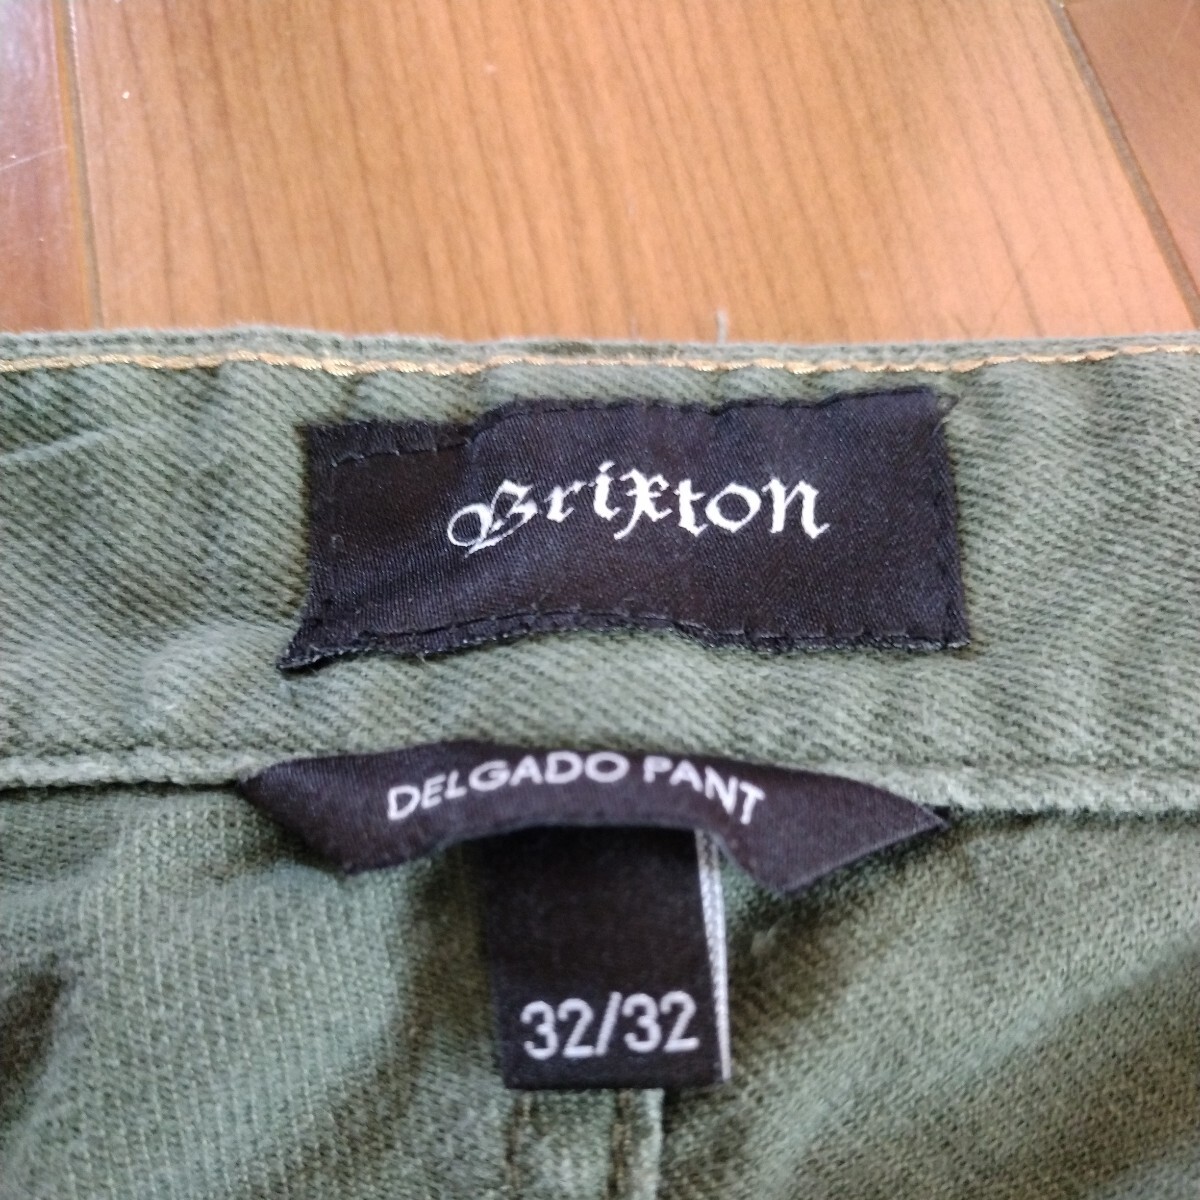 Brixton
DELGADO PANT
32/32